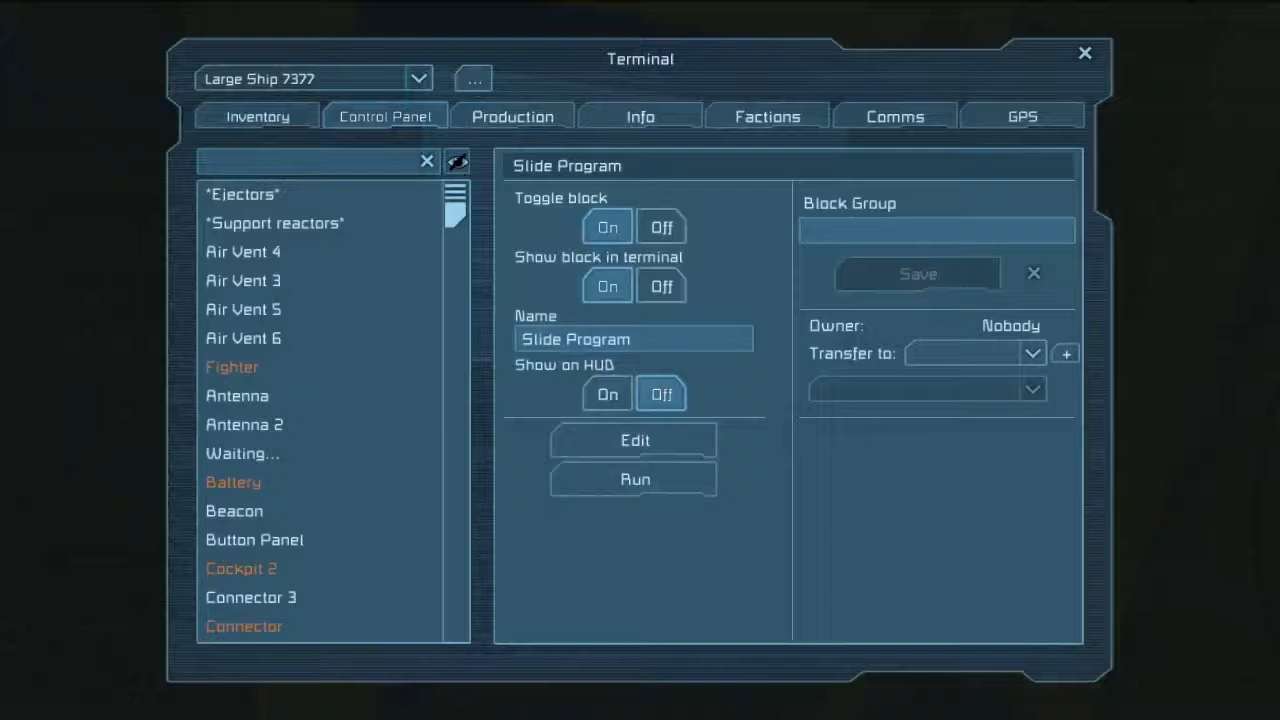 Terminal
Large Ship 7377
...
Inventory Control Panel Production Info Factions Comms GPS
*Ejectors*
*Support reactors*
Air Vent 4
Air Vent 3
Air Vent 5
Air Vent 6
Fighter
Antenna
Antenna 2
Waiting...
Battery
Beacon
Button Panel
Cockpit 2
Connector 3
Connector
Slide Program
Toggle block
On Off
Show block in terminal
On Off
Name
Slide Program
Show on HUD
On Off
Edit
Run
Block Group
Save
Owner: Nobody
Transfer to: